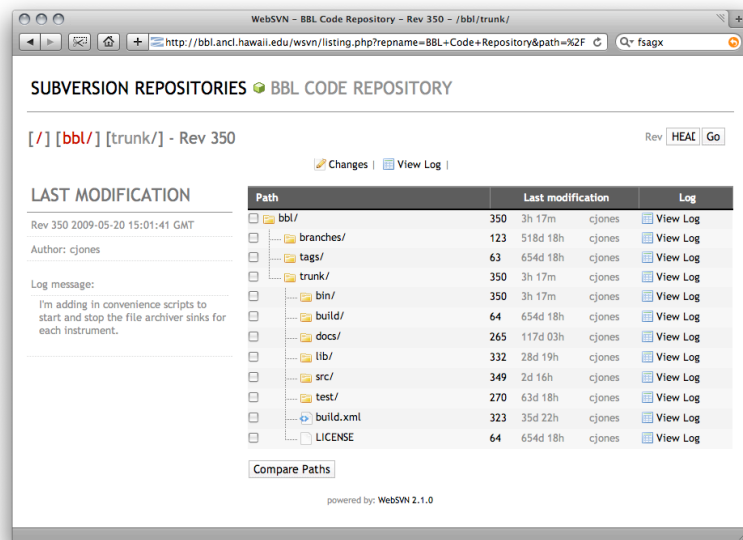 WebSVN - BBL Code Repository - Rev 350 - /bbl/trunk/
http://bbl.ancl.hawaii.edu/wsvn/listing.php?repname=BBL+Code+Repository&path=%2F
fsagx
SUBVERSION REPOSITORIES BBL CODE REPOSITORY
[/] [bbl/] [trunk/] - Rev 350
Rev HEAD Go
Changes | View Log |
LAST MODIFICATION
Rev 350 2009-05-20 15:01:41 GMT
Author: cjones
Log message:
I'm adding in convenience scripts to
start and stop the file archiver sinks for
each instrument.
Path Last modification Log
bbl/ 350 3h 17m cjones View Log
branches/ 123 518d 18h cjones View Log
tags/ 63 654d 18h cjones View Log
trunk/ 350 3h 17m cjones View Log
bin/ 350 3h 17m cjones View Log
build/ 64 654d 18h cjones View Log
docs/ 265 117d 03h cjones View Log
lib/ 332 28d 19h cjones View Log
src/ 349 2d 16h cjones View Log
test/ 270 63d 18h cjones View Log
build.xml 323 35d 22h cjones View Log
LICENSE 64 654d 18h cjones View Log
Compare Paths
powered by: WebSVN 2.1.0